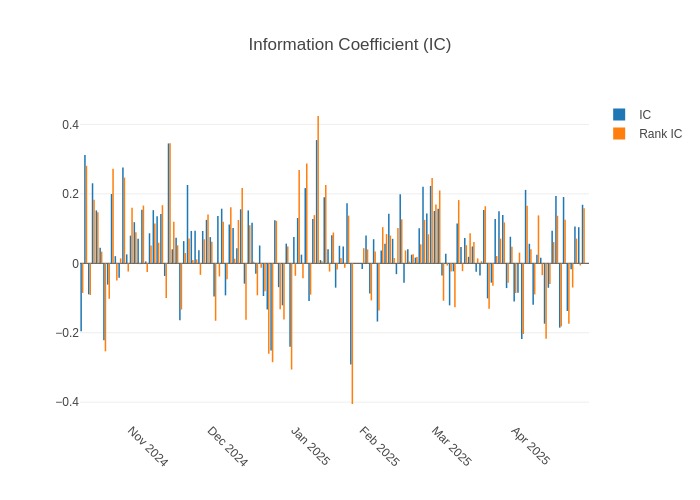 Information Coefficient (IC)
IC
Rank IC
0.4
0.2
0
−0.2
−0.4
Nov 2024
Dec 2024
Jan 2025
Feb 2025
Mar 2025
Apr 2025